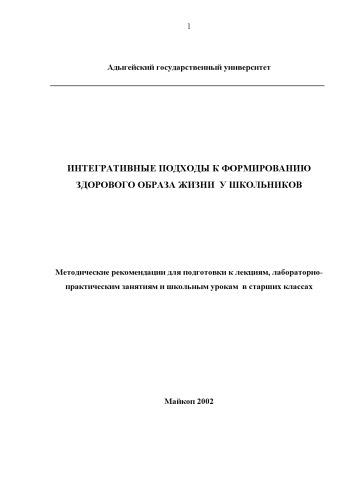 1
Адыгейский государственный университет
ИНТЕГРАТИВНЫЕ ПОДХОДЫ К ФОРМИРОВАНИЮ
ЗДОРОВОГО ОБРАЗА ЖИЗНИ У ШКОЛЬНИКОВ
Методические рекомендации для подготовки к лекциям, лабораторно-
практическим занятиям и школьным урокам в старших классах
Майкоп 2002